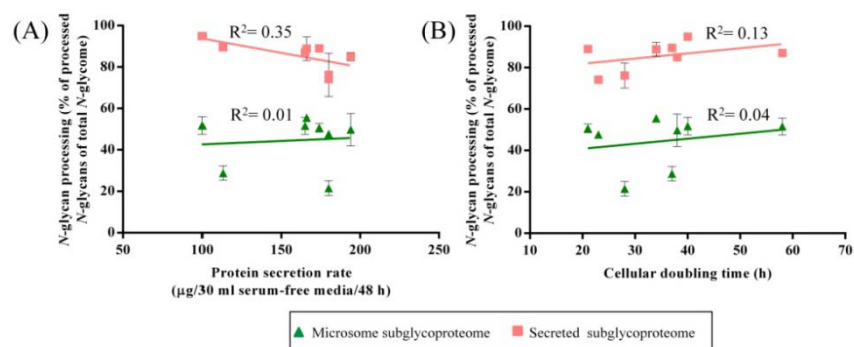 (A)
N-glycan processing (% of processed
N-glycans of total N-glycome)
100
80
60
40
20
0
R²= 0.35
R²= 0.01
50 100 150 200 250
Protein secretion rate
(μg/30 ml serum-free media/48 h)
(B)
N-glycan processing (% of processed
N-glycans of total N-glycome)
100
80
60
40
20
0
R²= 0.13
R²= 0.04
10 20 30 40 50 60 70
Cellular doubling time (h)
Microsome subglycoproteome Secreted subglycoproteome